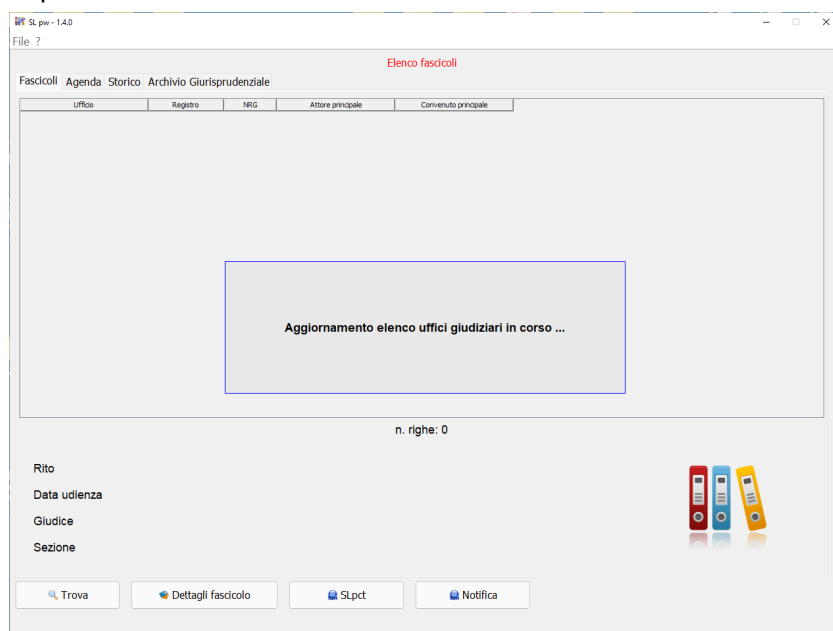 SL pw - 1.4.0
File ?
Elenco fascicoli
Fascicoli Agenda Storico Archivio Giurisprudenziale
Ufficio Registro NRG Attore principale Convenuto principale
Aggiornamento elenco uffici giudiziari in corso ...
n. righe: 0
Rito
Data udienza
Giudice
Sezione
Trova Dettagli fascicolo SLpct Notifica